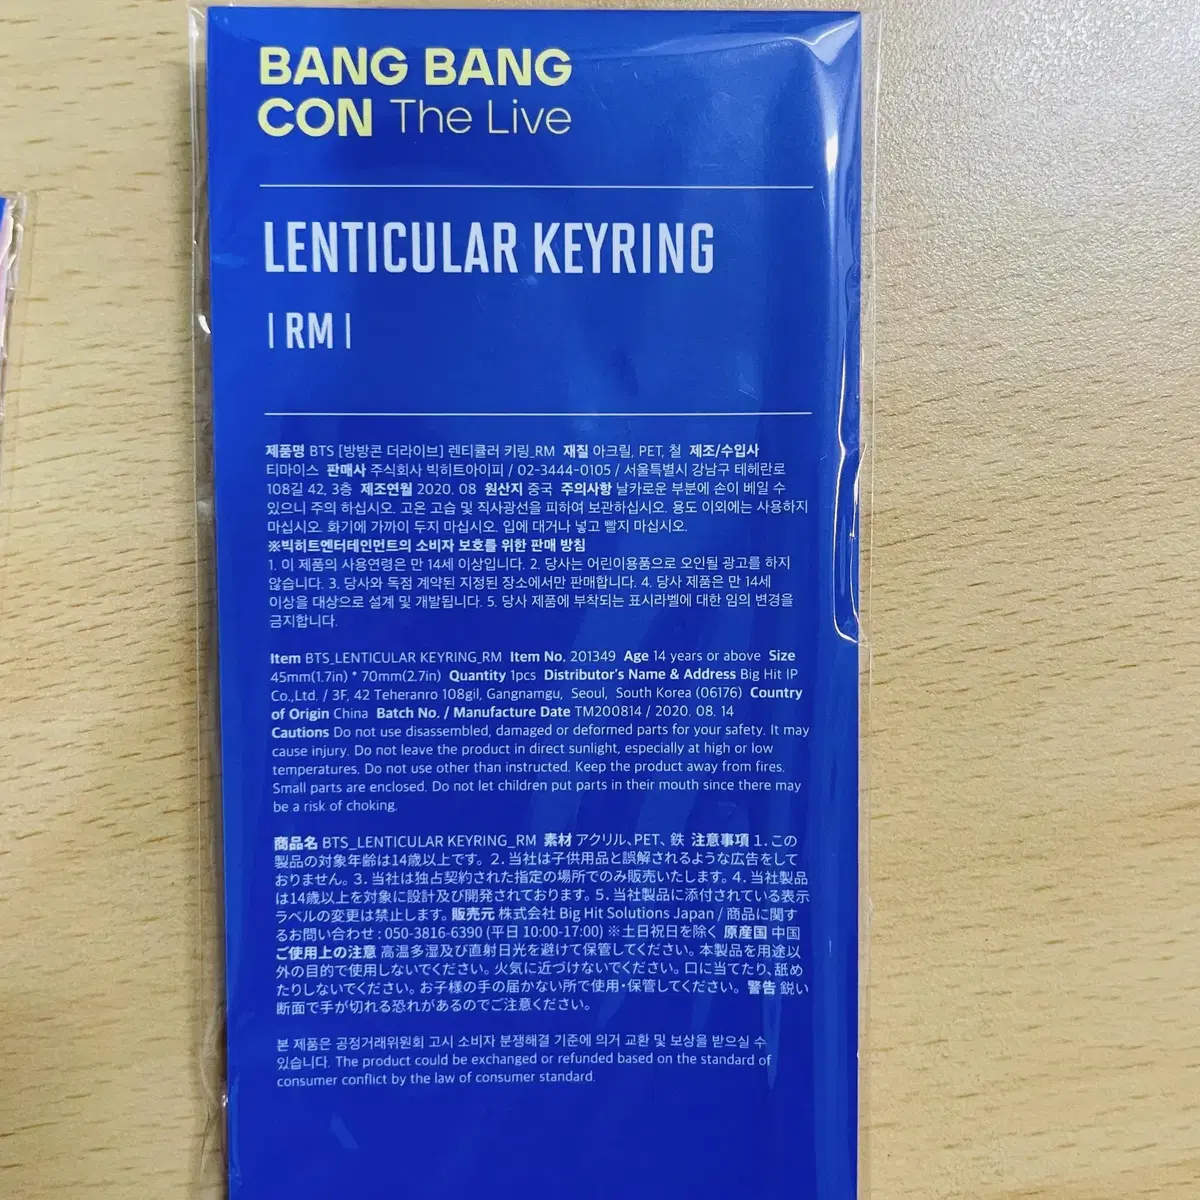 BANG BANG
CON The Live
LENTICULAR KEYRING
| RM |
제품명 BTS [방방콘 더라이브] 렌티큘러 키링_RM 재질 아크릴, PET, 철 제조/수입사
티마이스 판매사 주식회사 빅히트아이피 / 02-3444-0105 / 서울특별시 강남구 테헤란로
108길 42, 3층 제조연월 2020. 08 원산지 중국 주의사항 날카로운 부분에 손이 베일 수
있으니 주의 하십시오. 고온 고습 및 직사광선을 피하여 보관하십시오. 용도 이외에는 사용하지
마십시오. 화기에 가까이 두지 마십시오. 입에 대거나 넣고 빨지 마십시오.
※빅히트엔터테인먼트의 소비자 보호를 위한 판매 방침
1. 이 제품의 사용연령은 만 14세 이상입니다. 2. 당사는 어린이용품으로 오인될 광고를 하지
않습니다. 3. 당사와 독점 계약된 지정된 장소에서만 판매합니다. 4. 당사 제품은 만 14세
이상을 대상으로 설계 및 개발됩니다. 5. 당사 제품에 부착되는 표시라벨에 대한 임의 변경을
금지합니다.
Item BTS_LENTICULAR KEYRING_RM Item No. 201349 Age 14 years or above Size
45mm(1.7in) * 70mm(2.7in) Quantity 1pcs Distributor's Name & Address Big Hit IP
Co.,Ltd. / 3F, 42 Teheranro 108gil, Gangnamgu, Seoul, South Korea (06176) Country
of Origin China Batch No. / Manufacture Date TM200814 / 2020. 08. 14
Cautions Do not use disassembled, damaged or deformed parts for your safety. It may
cause injury. Do not leave the product in direct sunlight, especially at high or low
temperatures. Do not use other than instructed. Keep the product away from fires.
Small parts are enclosed. Do not let children put parts in their mouth since there may
be a risk of choking.
商品名 BTS_LENTICULAR KEYRING_RM 素材 アクリル、PET、鉄 注意事項 1. この
製品の対象年齢は14歳以上です。2. 当社は子供用品と誤解されるような広告をして
おりません。3. 当社は独占契約された指定の場所でのみ販売いたします。4. 当社製品
は14歳以上を対象に設計及び開発されております。5. 当社製品に添付されている表示
ラベルの変更は禁止します。販売元 株式会社 Big Hit Solutions Japan / 商品に関す
るお問い合わせ : 050-3816-6390 (平日 10:00-17:00) ※土日祝日を除く 原産国 中国
ご使用上の注意 高温多湿及び直射日光を避けて保管してください。本製品を用途以
外の目的で使用しないでください。火気に近づけないでください。口に当てたり、舐め
たりしないでください。お子様の手の届かない所で使用・保管してください。 警告 鋭い
断面で手が切れる恐れがあるのでご注意ください。
본 제품은 공정거래위원회 고시 소비자 분쟁해결 기준에 의거 교환 및 보상을 받으실 수
있습니다. The product could be exchanged or refunded based on the standard of
consumer conflict by the law of consumer standard.